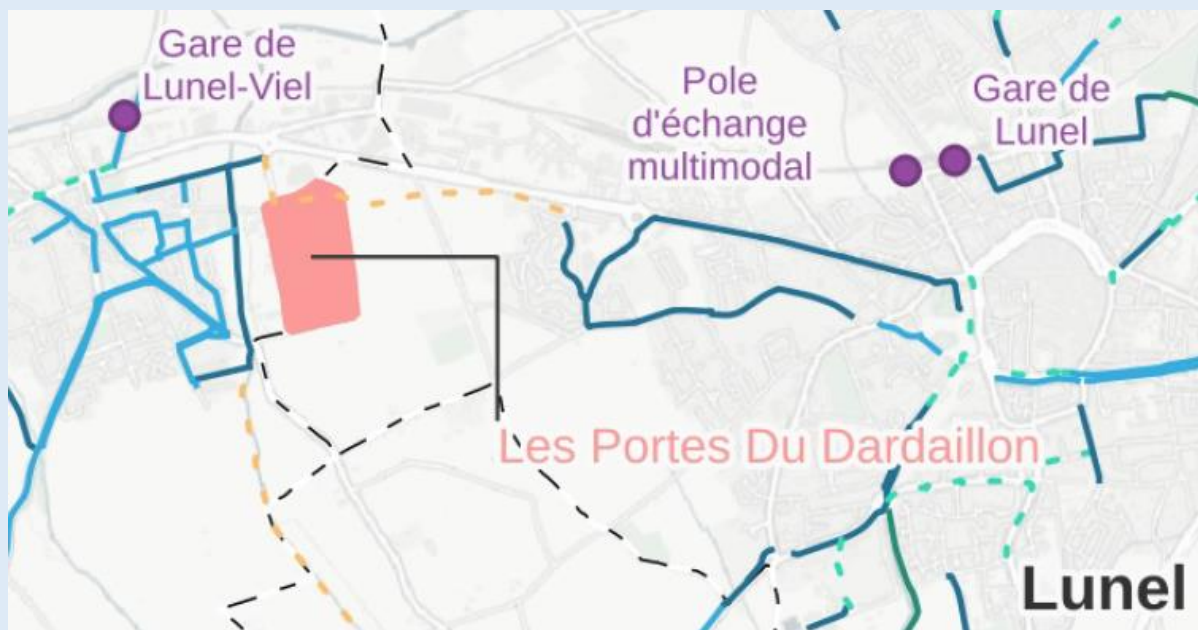 Gare de
Lunel-Viel
Pole
d'échange
multimodal
Gare de
Lunel
Les Portes Du Dardaillon
Lunel